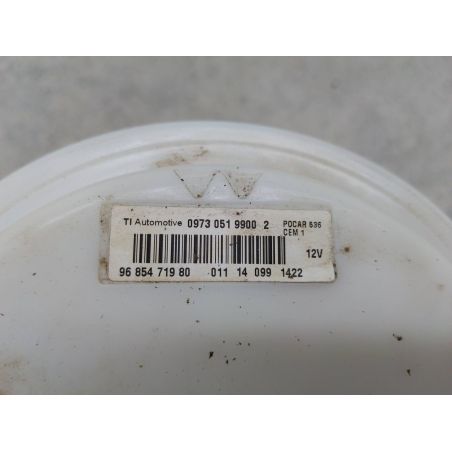 TI Automotive 0973 051 9900 2 POCAR 536
CEM 1
12V
96 854 719 80 011 14 099 1422